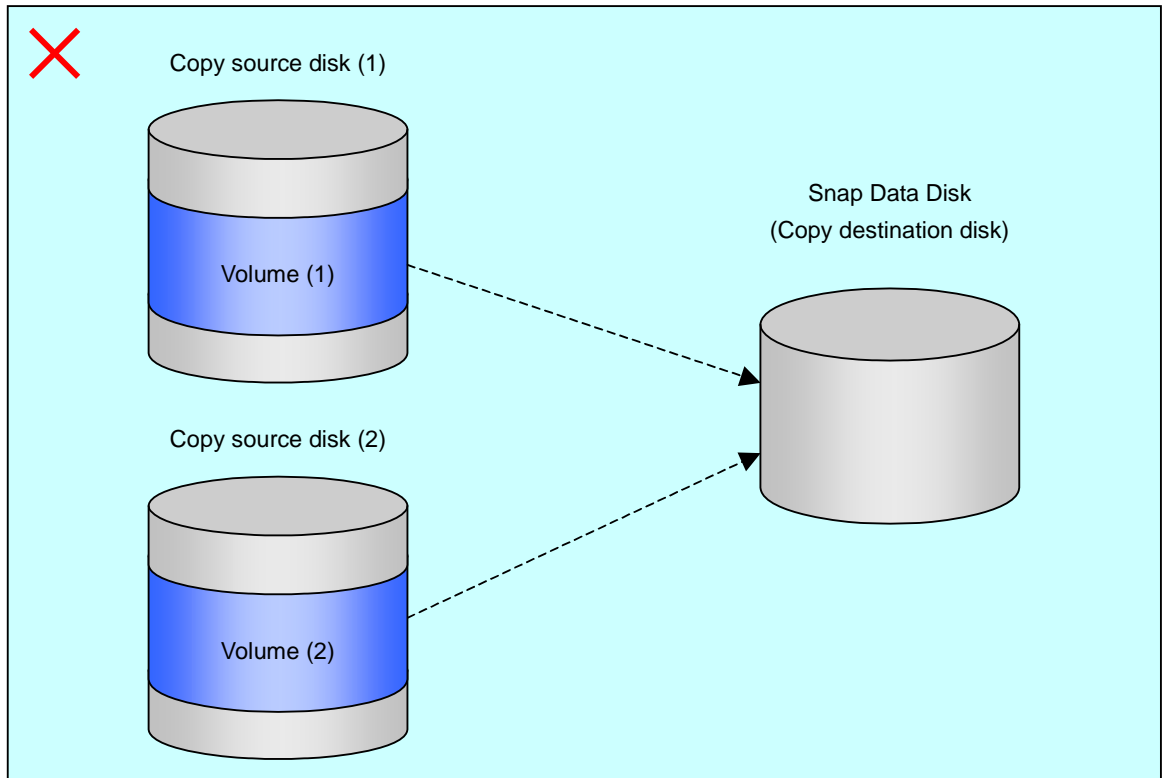 Copy source disk (1)
Volume (1)
Snap Data Disk
(Copy destination disk)
Copy source disk (2)
Volume (2)